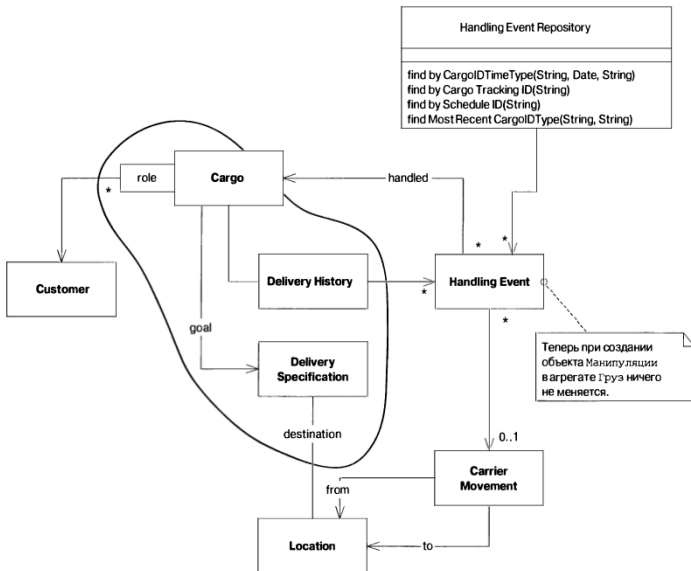 Handling Event Repository
find by CargoIDTimeType(String, Date, String)
find by Cargo Tracking ID(String)
find by Schedule ID(String)
find Most Recent CargoIDType(String, String)
role
Cargo
handled
*
*
*
Customer
Delivery History
*
Handling Event
*
goal
Delivery
Specification
Теперь при создании
объекта Манипуляции
в агрегате Груз ничего
не меняется.
destination
0..1
Carrier
Movement
from
Location
to